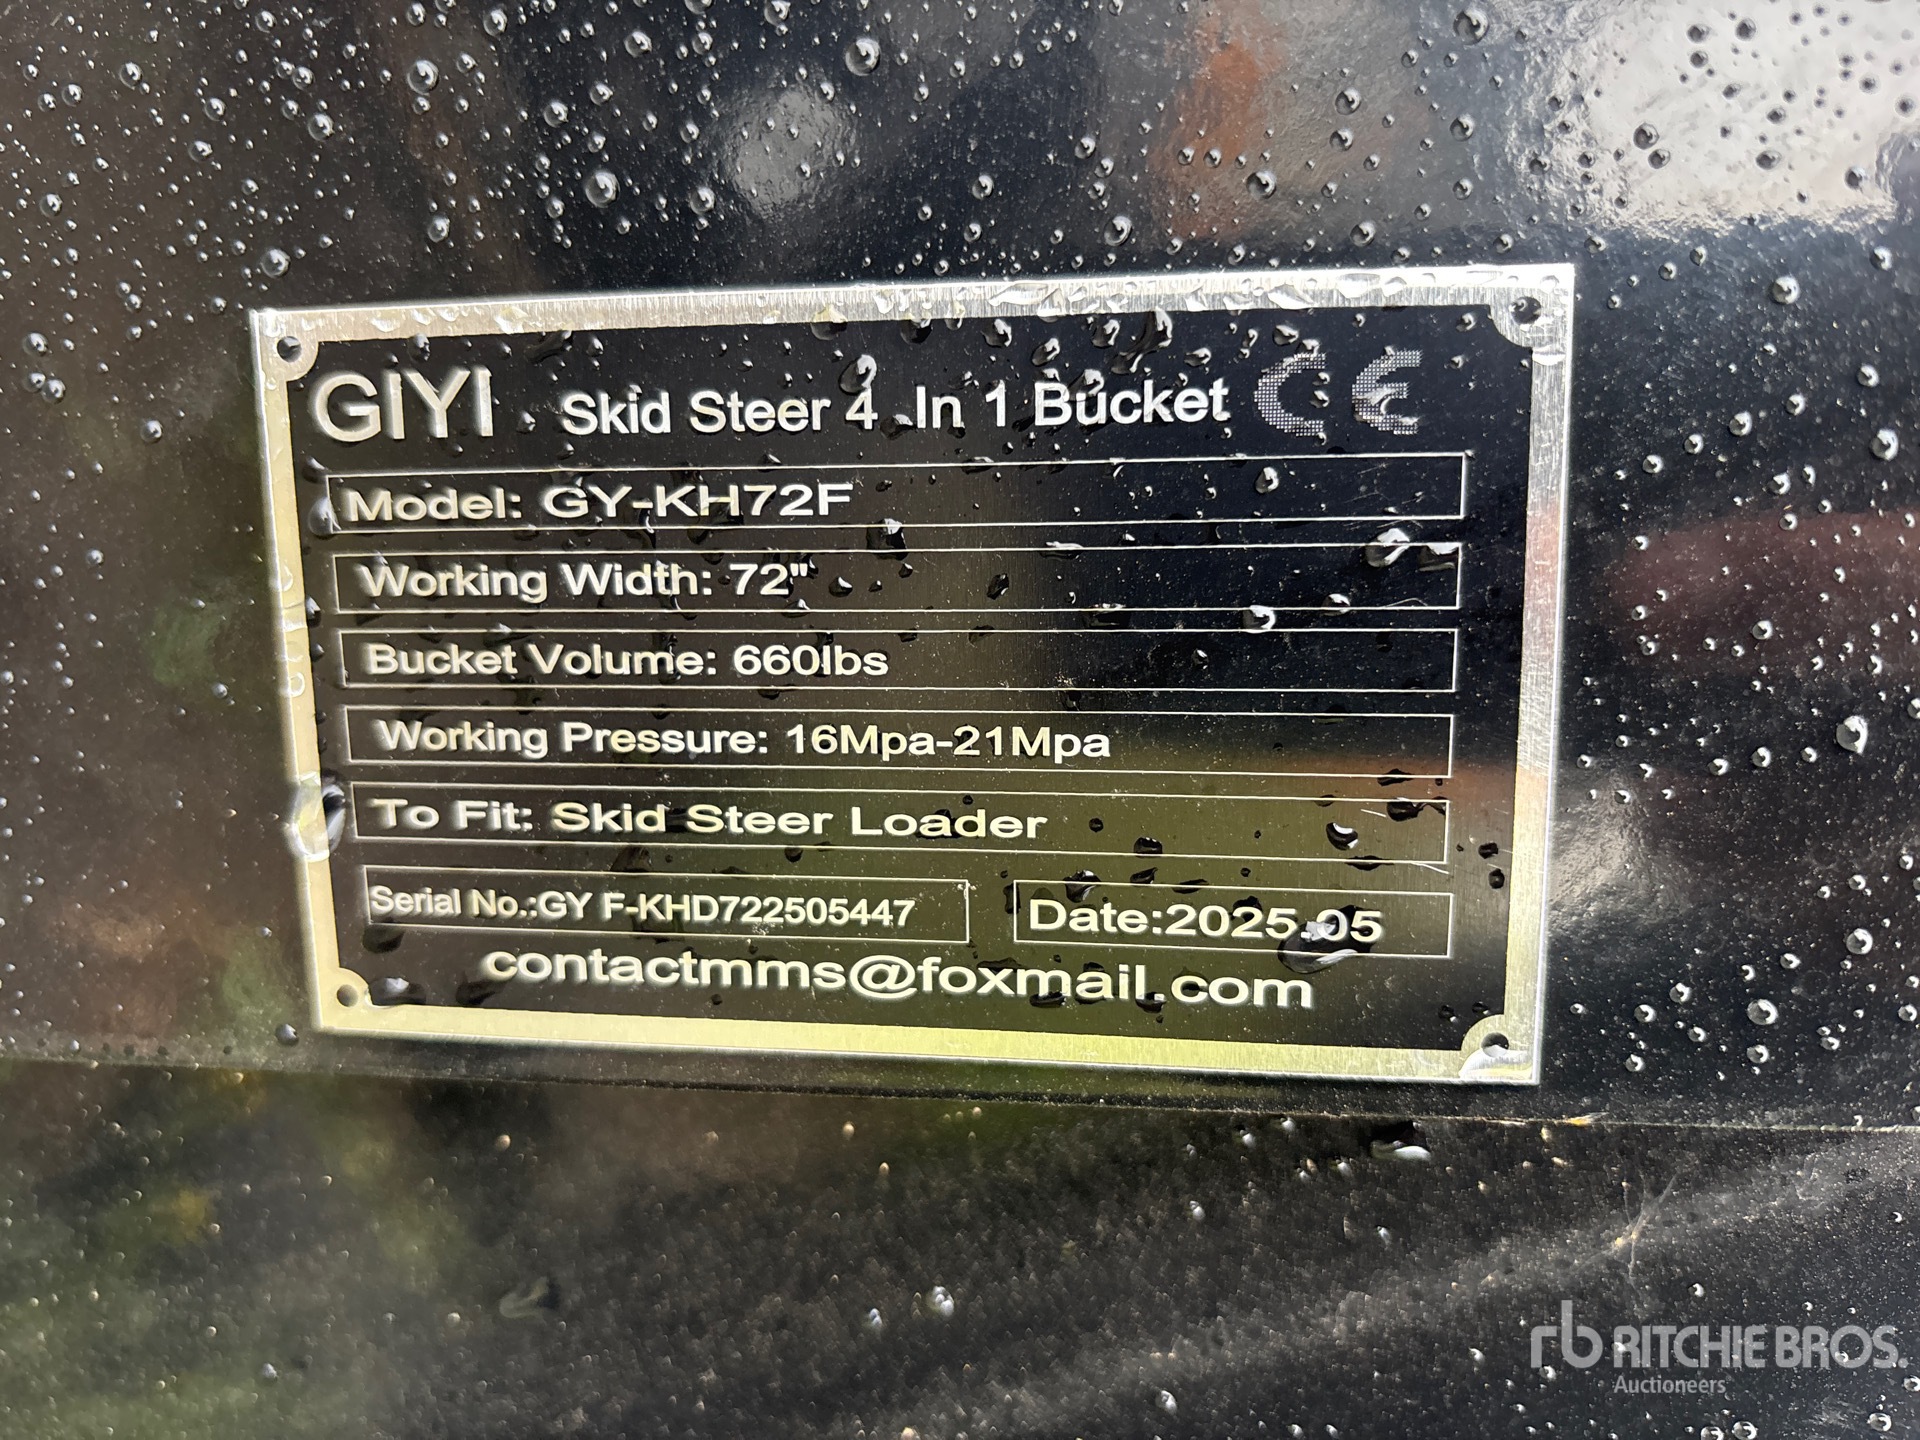 GIYI Skid Steer 4 In 1 Bucket CE
Model: GY-KH72F
Working Width: 72"
Bucket Volume: 660lbs
Working Pressure: 16Mpa-21Mpa
To Fit: Skid Steer Loader
Serial No.:GY F-KHD722505447 Date:2025.05
contactmms@foxmail.com
rb RITCHIE BROS.
Auctioneers